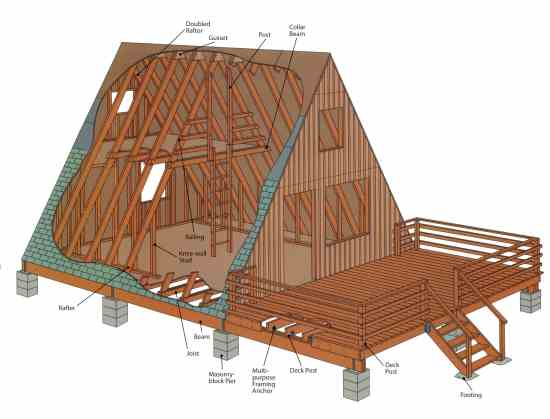 Doubled
Raftor
Gusset
Post
Collar
Beam
Railing
Knee-wall
Stud
Rafter
Beam
Joist
Masonry-
block Pier
Multi-
purpose
Framing
Anchor
Deck Post
Deck
Post
Footing